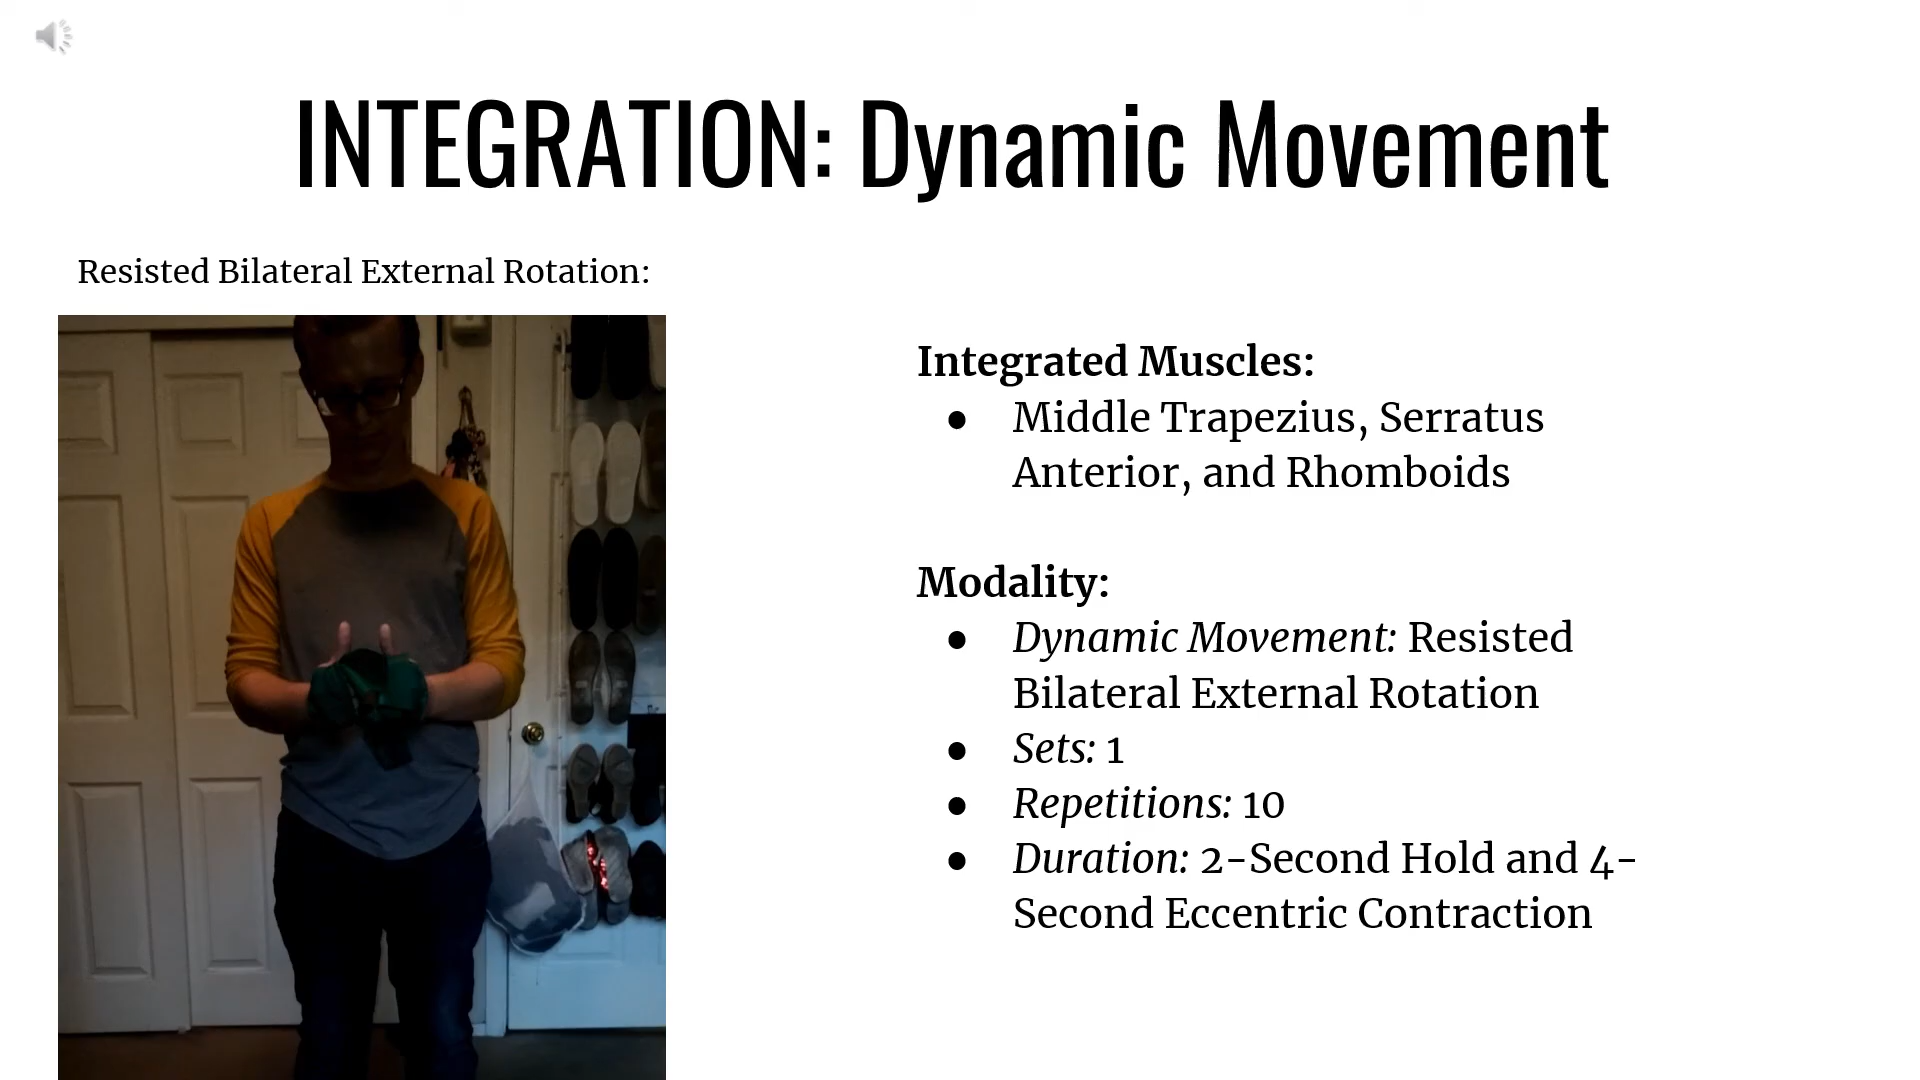 INTEGRATION: Dynamic Movement
Resisted Bilateral External Rotation:
Integrated Muscles:
● Middle Trapezius, Serratus
Anterior, and Rhomboids
Modality:
● Dynamic Movement: Resisted
Bilateral External Rotation
● Sets: 1
● Repetitions: 10
● Duration: 2-Second Hold and 4-
Second Eccentric Contraction